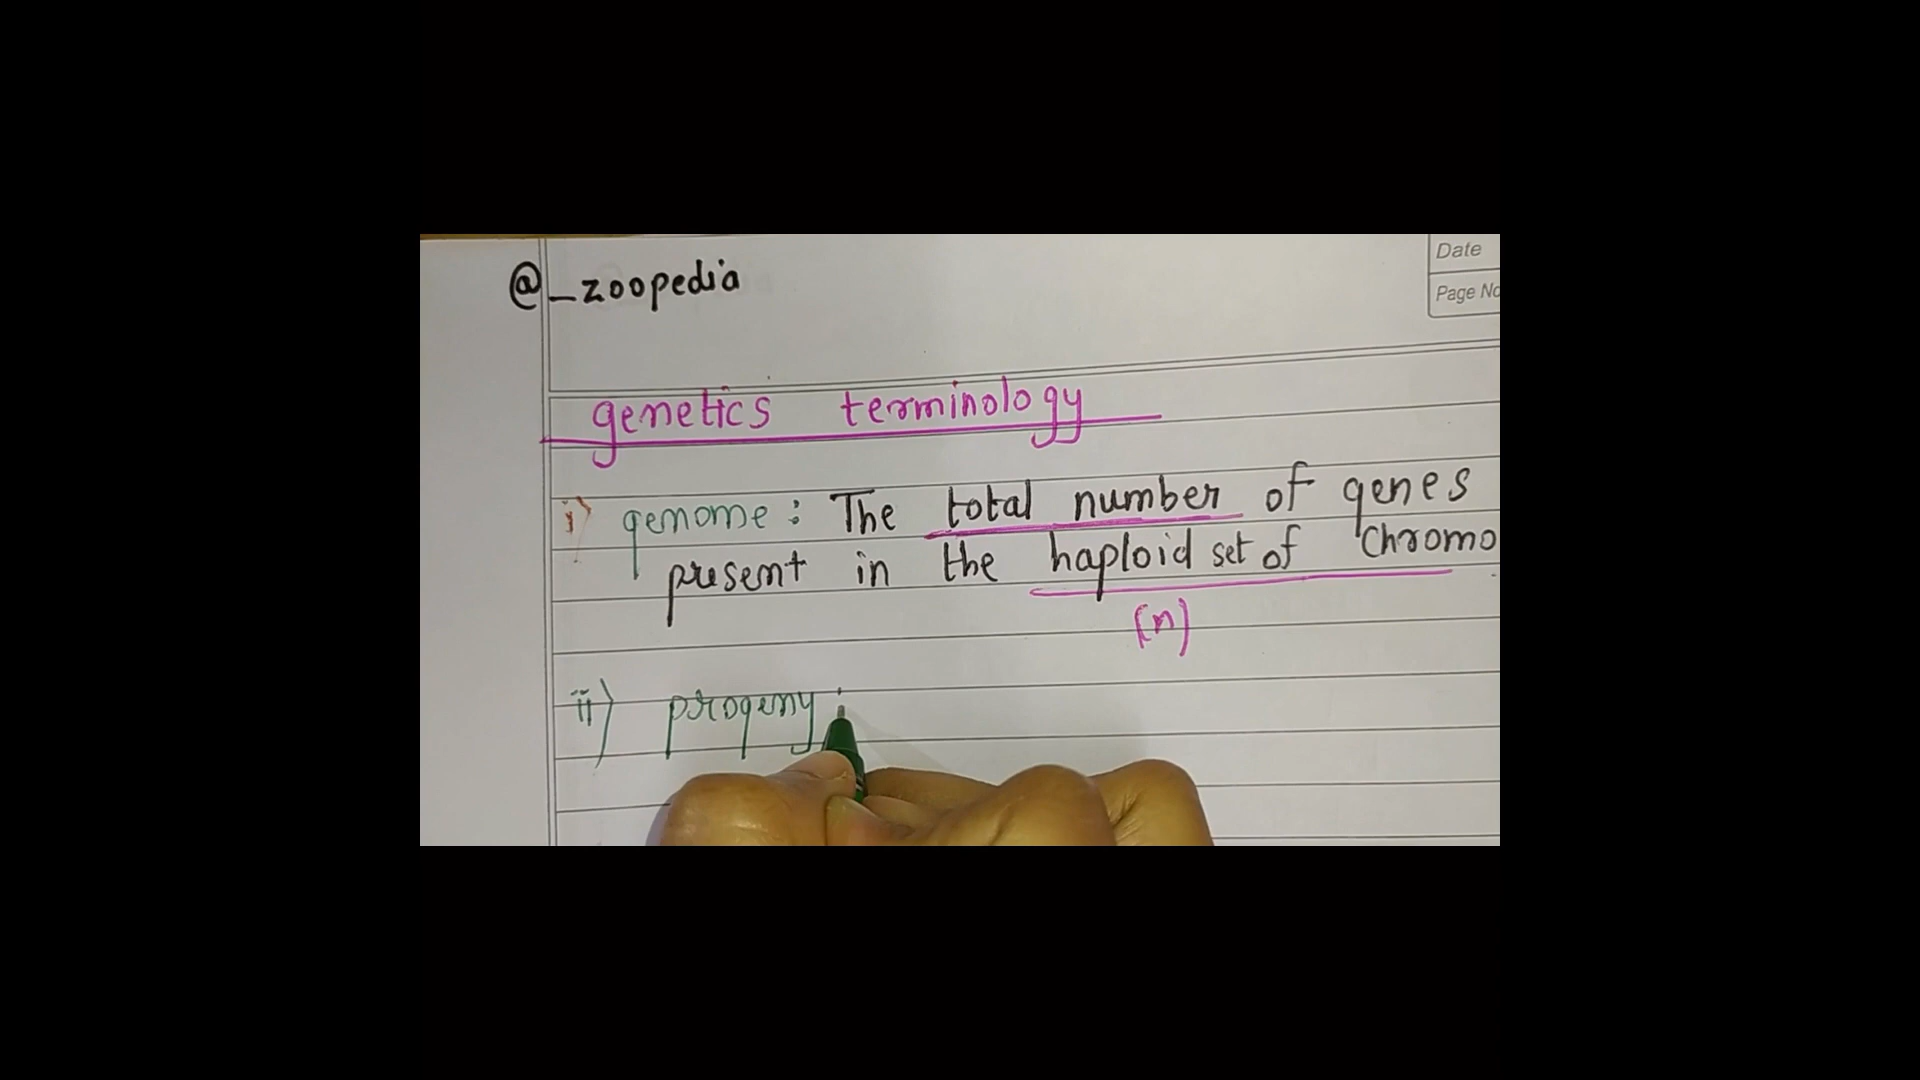 Date
Page No
@_zoopedia
genetics terminology
i) genome: The total number of genes
present in the haploid set of Chromo
(n)
ii) progeny :